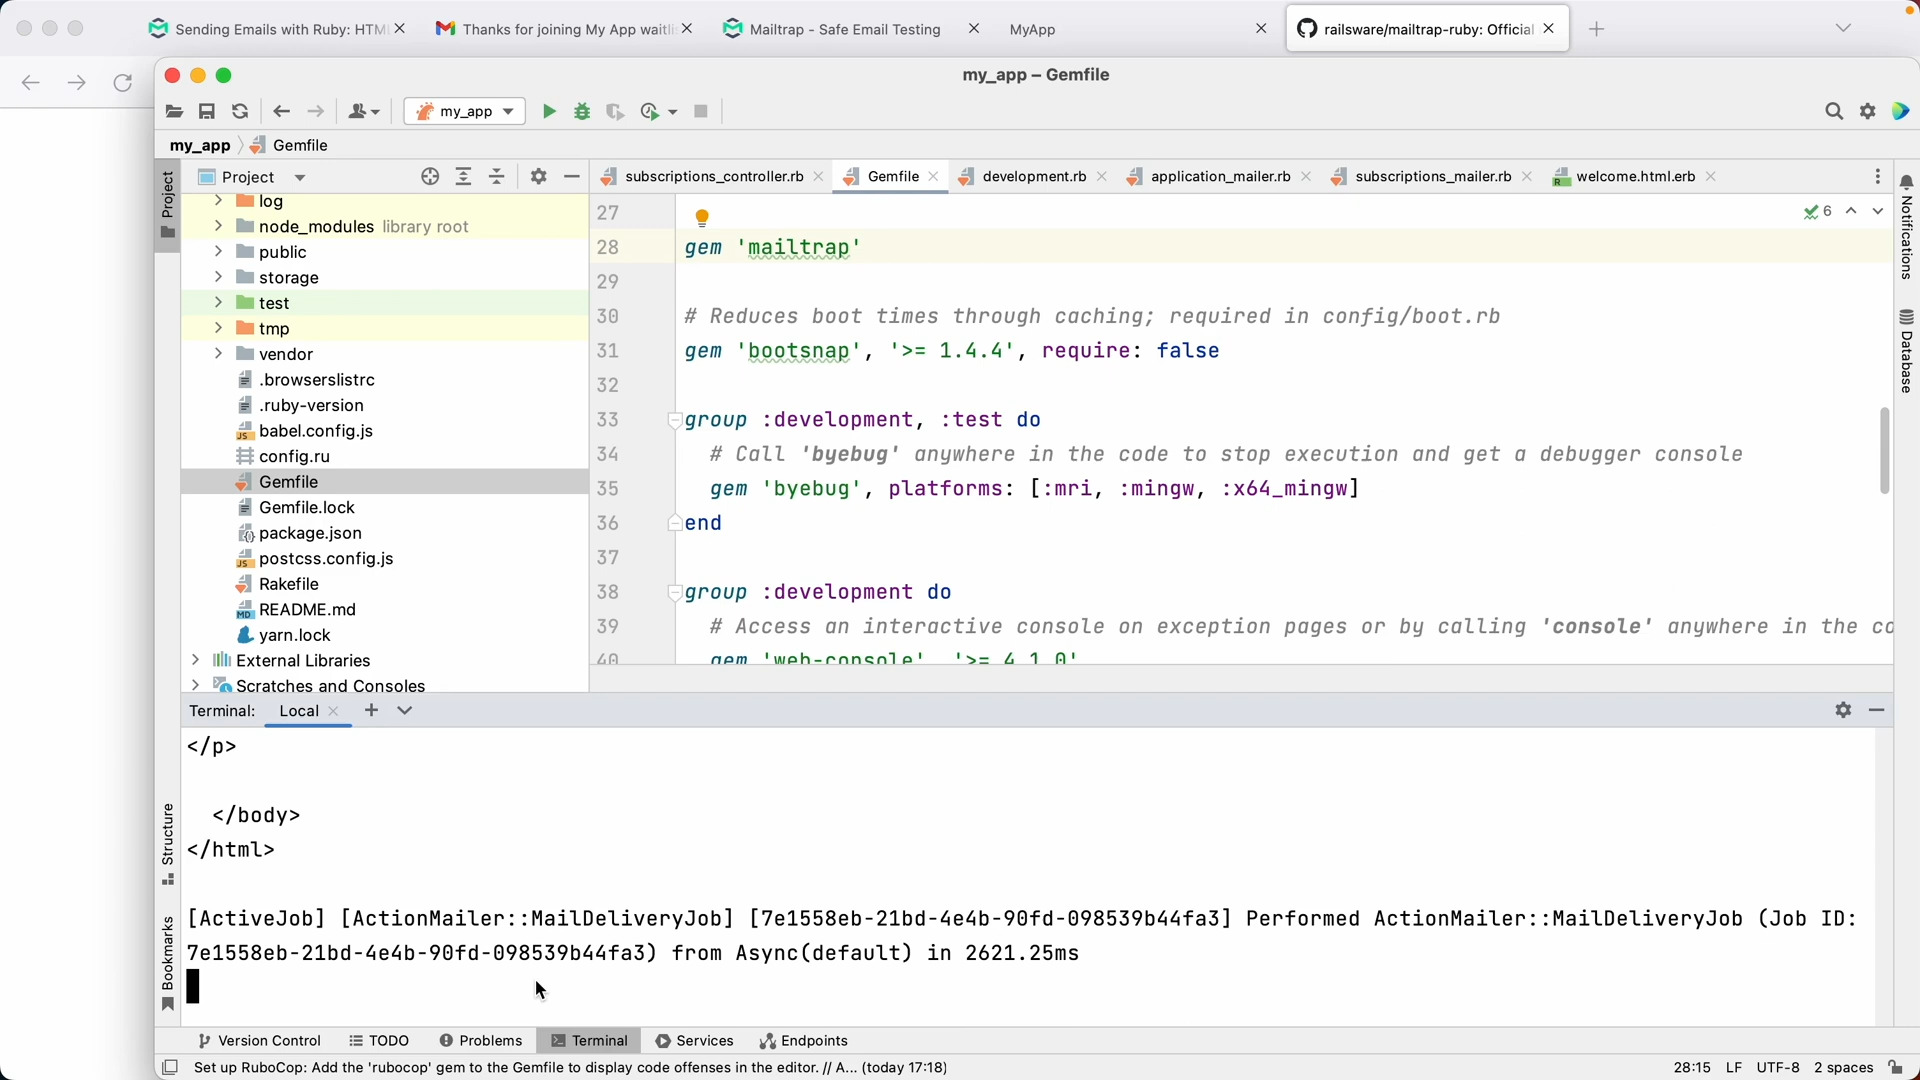 Sending Emails with Ruby: HTM
Thanks for joining My App waitli
Mailtrap - Safe Email Testing
MyApp
railsware/mailtrap-ruby: Official
my_app – Gemfile
my_app
my_app
Gemfile
Project
Project
subscriptions_controller.rb
Gemfile
development.rb
application_mailer.rb
subscriptions_mailer.rb
welcome.html.erb
Notifications
Database
log
node_modules library root
public
storage
test
tmp
vendor
.browserslistrc
.ruby-version
babel.config.js
config.ru
Gemfile
Gemfile.lock
package.json
postcss.config.js
Rakefile
README.md
yarn.lock
External Libraries
Scratches and Consoles
6
27
28 gem 'mailtrap'
29
30 # Reduces boot times through caching; required in config/boot.rb
31 gem 'bootsnap', '>= 1.4.4', require: false
32
33 group :development, :test do
34 # Call 'byebug' anywhere in the code to stop execution and get a debugger console
35 gem 'byebug', platforms: [:mri, :mingw, :x64_mingw]
36 end
37
38 group :development do
39 # Access an interactive console on exception pages or by calling 'console' anywhere in the co
40 gem 'web-console', '>= 4.1.0'
Terminal:
Local
</p>
</body>
</html>
[ActiveJob] [ActionMailer::MailDeliveryJob] [7e1558eb-21bd-4e4b-90fd-098539b44fa3] Performed ActionMailer::MailDeliveryJob (Job ID:
7e1558eb-21bd-4e4b-90fd-098539b44fa3) from Async(default) in 2621.25ms
Structure
Bookmarks
Version Control
TODO
Problems
Terminal
Services
Endpoints
Set up RuboCop: Add the 'rubocop' gem to the Gemfile to display code offenses in the editor. // A... (today 17:18)
28:15 LF UTF-8 2 spaces